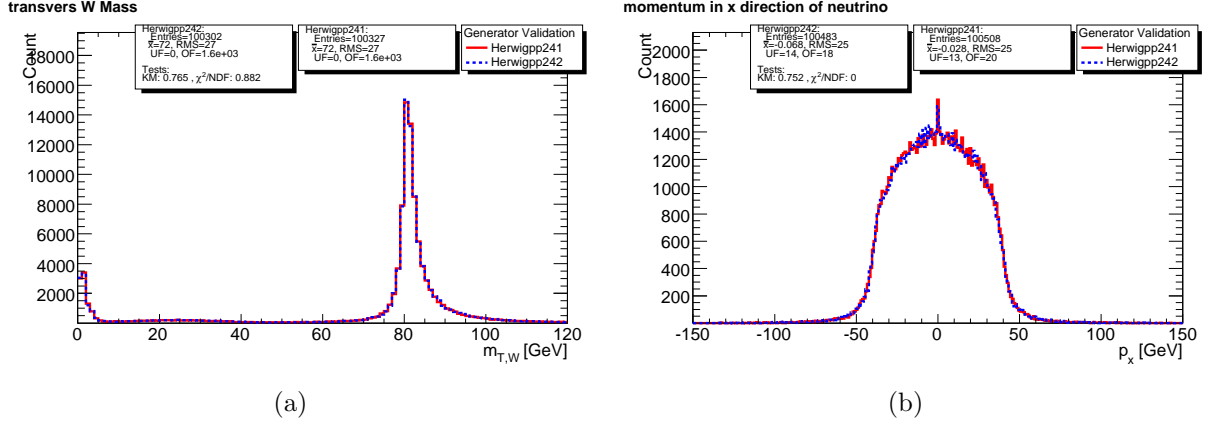 transvers W Mass
Herwigpp242:
Entries=100302
x̄=72, RMS=27
UF=0, OF=1.6e+03
Tests:
KM: 0.765 , χ²/NDF: 0.882
Herwigpp241:
Entries=100327
x̄=72, RMS=27
UF=0, OF=1.6e+03
Generator Validation
Herwigpp241
Herwigpp242
Count
18000
16000
14000
12000
10000
8000
6000
4000
2000
0 20 40 60 80 100 120
m_T,W [GeV]
(a)
momentum in x direction of neutrino
Herwigpp242:
Entries=100483
x̄=-0.068, RMS=25
UF=14, OF=18
Tests:
KM: 0.752 , χ²/NDF: 0
Herwigpp241:
Entries=100508
x̄=-0.028, RMS=25
UF=13, OF=20
Generator Validation
Herwigpp241
Herwigpp242
Count
2000
1800
1600
1400
1200
1000
800
600
400
200
-150 -100 -50 0 50 100 150
p_x [GeV]
(b)